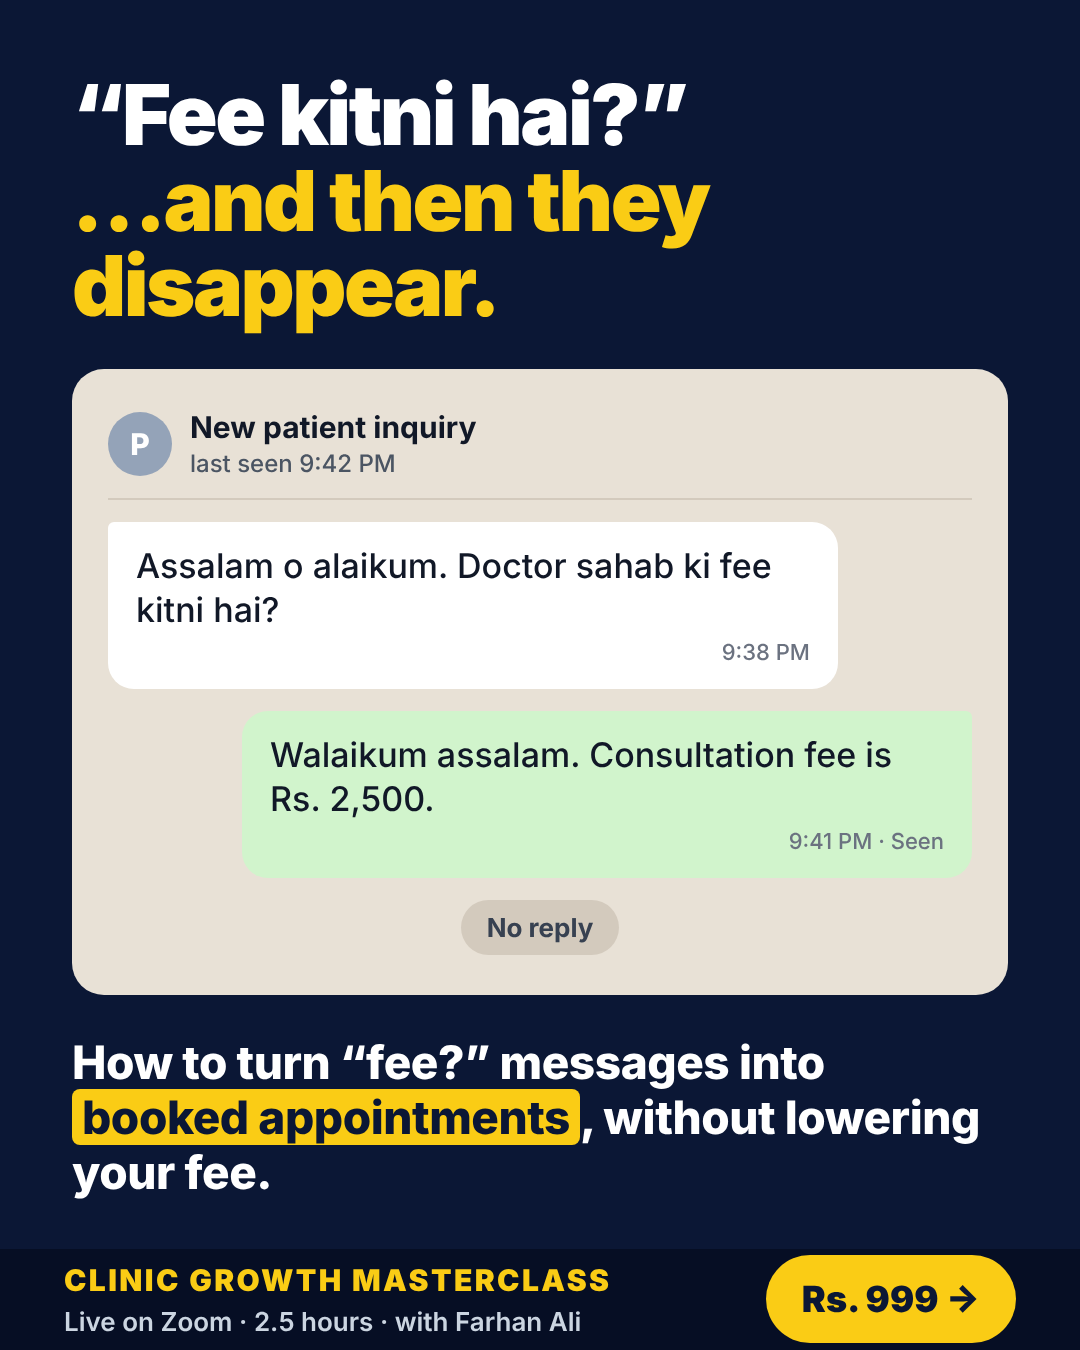 “Fee kitni hai?”
...and then they
disappear.
P
New patient inquiry
last seen 9:42 PM
Assalam o alaikum. Doctor sahab ki fee
kitni hai?
9:38 PM
Walaikum assalam. Consultation fee is
Rs. 2,500.
9:41 PM · Seen
No reply
How to turn “fee?” messages into
booked appointments, without lowering
your fee.
CLINIC GROWTH MASTERCLASS
Live on Zoom · 2.5 hours · with Farhan Ali
Rs. 999 →